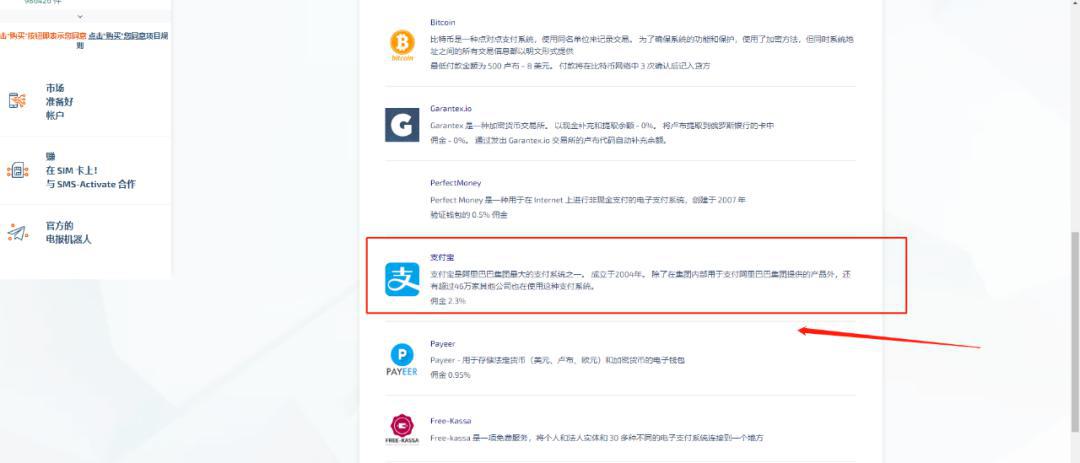 986426 件
击"购买"按钮即表示您同意 点击"购买"您同意项目规
则
市场
准备好
帐户
赚
在 SIM 卡上！
与 SMS-Activate 合作
官方的
电报机器人
Bitcoin
bitcoin
比特币是一种点对点支付系统，使用同名单位来记录交易。 为了确保系统的功能和保护，使用了加密方法，但同时系统地
址之间的所有交易信息都以明文形式提供
最低付款金额为 500 卢布 - 8 美元。 付款将在比特币网络中 3 次确认后记入贷方
Garantex.io
G
Garantex 是一种加密货币交易所。 以现金补充和提取余额 - 0%。 将卢布提取到俄罗斯银行的卡中
佣金 - 0%。 通过发出 Garantex.io 交易所的卢布代码自动补充余额。
PerfectMoney
Perfect Money 是一种用于在 Internet 上进行非现金支付的电子支付系统，创建于 2007 年
验证钱包的 0.5% 佣金
支付宝
支
支付宝是阿里巴巴集团最大的支付系统之一。 成立于2004年。 除了在集团内部用于支付阿里巴巴集团提供的产品外，还
有超过46万家其他公司也在使用这种支付系统。
佣金 2.3%
Payeer
P
PAYEER
Payeer - 用于存储法定货币（美元、卢布、欧元）和加密货币的电子钱包
佣金 0.95%
Free-Kassa
FREE-KASSA
Free-kassa 是一项免费服务，将个人和法人实体和 30 多种不同的电子支付系统连接到一个地方